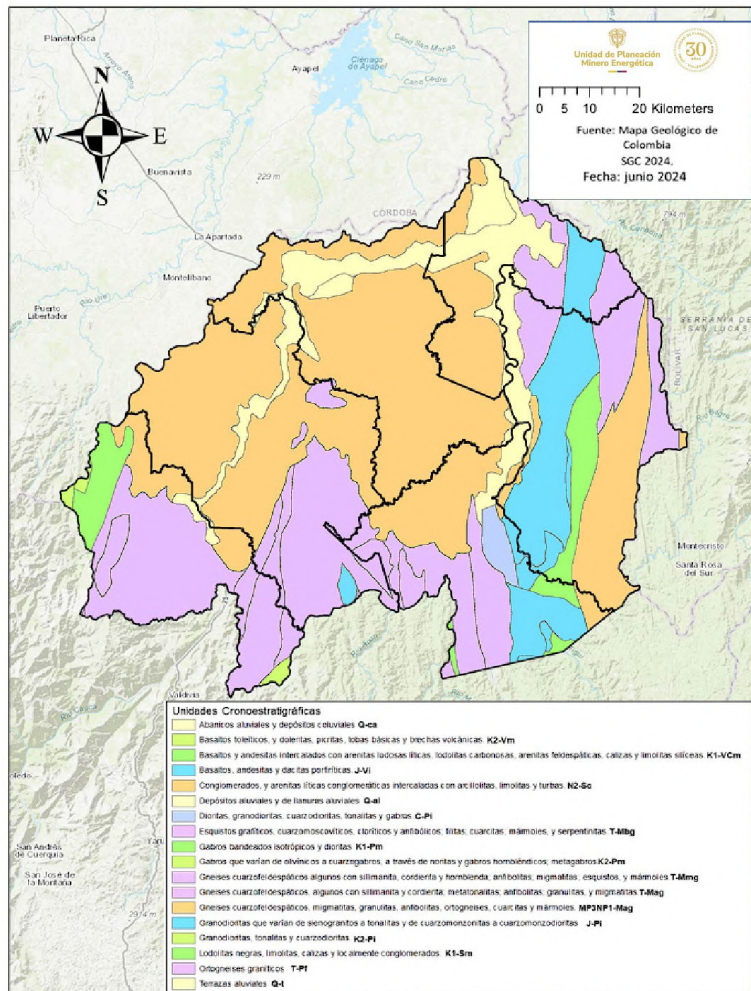 Planeta Rica
Ayapel
Ciénaga de Ayapel
Caño San Matías
Caño Cedro
Unidad de Planeación
Minero Energética
30
0 5 10 20 Kilometers
Fuente: Mapa Geológico de
Colombia
SGC 2024.
Fecha: junio 2024
N
W E
S
Buenavista
229 m
CÓRDOBA
794 m
La Apartada
Montelíbano
Puerto
Libertador
SERRANÍA DE
SAN LUCAS
BOLÍVAR
Montecristo
Santa Rosa
del Sur
Valdivia
Río Cauca
San Andrés
de Cuerquia
San José de
la Montaña
2914 m
Unidades Cronoestratigráficas
Abanicos aluviales y depósitos coluviales Q-ca
Basaltos toleíticos, y doleritas, picritas, tobas básicas y brechas volcánicas. K2-Vm
Basaltos y andesitas intercalados con arenitas lodosas líticas, lodolitas carbonosas, arenitas feldespáticas, calizas y limolitas silíceas K1-VCm
Basaltos, andesitas y dacitas porfiríticas J-Vi
Conglomerados, y arenitas líticas conglomeráticas intercaladas con arcillolitas, limolitas y turbas. N2-Sc
Depósitos aluviales y de llanuras aluviales Q-al
Dioritas, granodioritas, cuarzodioritas, tonalitas y gabros. C-Pi
Esquistos grafíticos, cuarzomoscovíticos, cloríticos y anfibólicos; filitas; cuarcitas, mármoles, y serpentinitas T-Mbg
Gabros bandeados isotrópicos y dioritas K1-Pm
Gabros que varían de olivínicos a cuarzogabros, a través de noritas y gabros hornbléndicos; metagabros K2-Pm
Gneises cuarzofeldespáticos algunos con sillimanita, cordierita y hornblenda; anfibolitas; migmatitas, esquistos, y mármoles T-Mmg
Gneises cuarzofeldespáticos, algunos con sillimanita y cordierita; metatonalitas; anfibolitas; granulitas, y migmatitas T-Mag
Gneises cuarzofeldespáticos, migmatitas, granulitas, anfibolitas, ortogneises, cuarcitas y mármoles. MP3NP1-Mag
Granodioritas que varían de sienogranitos a tonalitas y de cuarzomonzonitas a cuarzomonzodioritas J-Pi
Granodioritas, tonalitas y cuarzodioritas K2-Pi
Lodolitas negras, limolitas, calizas y localmente conglomerados. K1-Sm
Ortogneises graníticos T-Pf
Terrazas aluviales Q-t